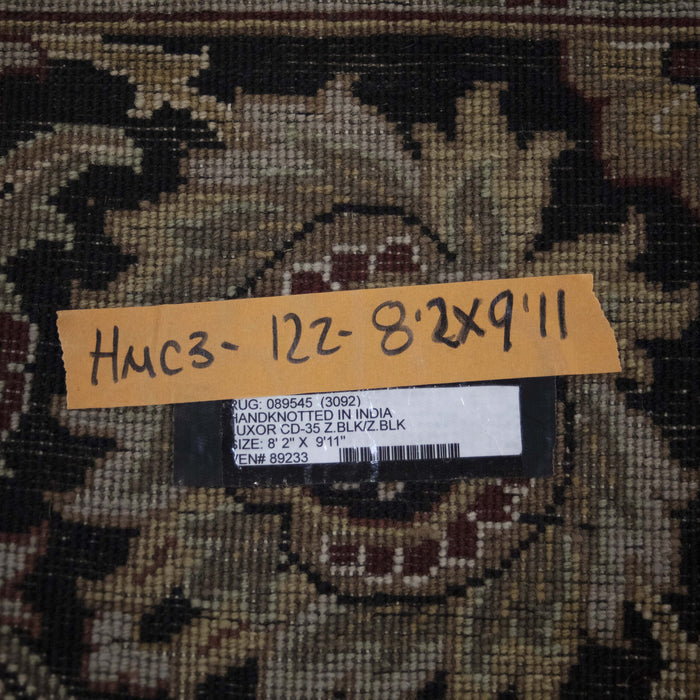 HMC3- 122- 8'2X9'11
RUG: 089545 (3092)
HANDKNOTTED IN INDIA
LUXOR CD-35 Z.BLK/Z.BLK
SIZE: 8' 2" X 9'11"
VEN# 89233